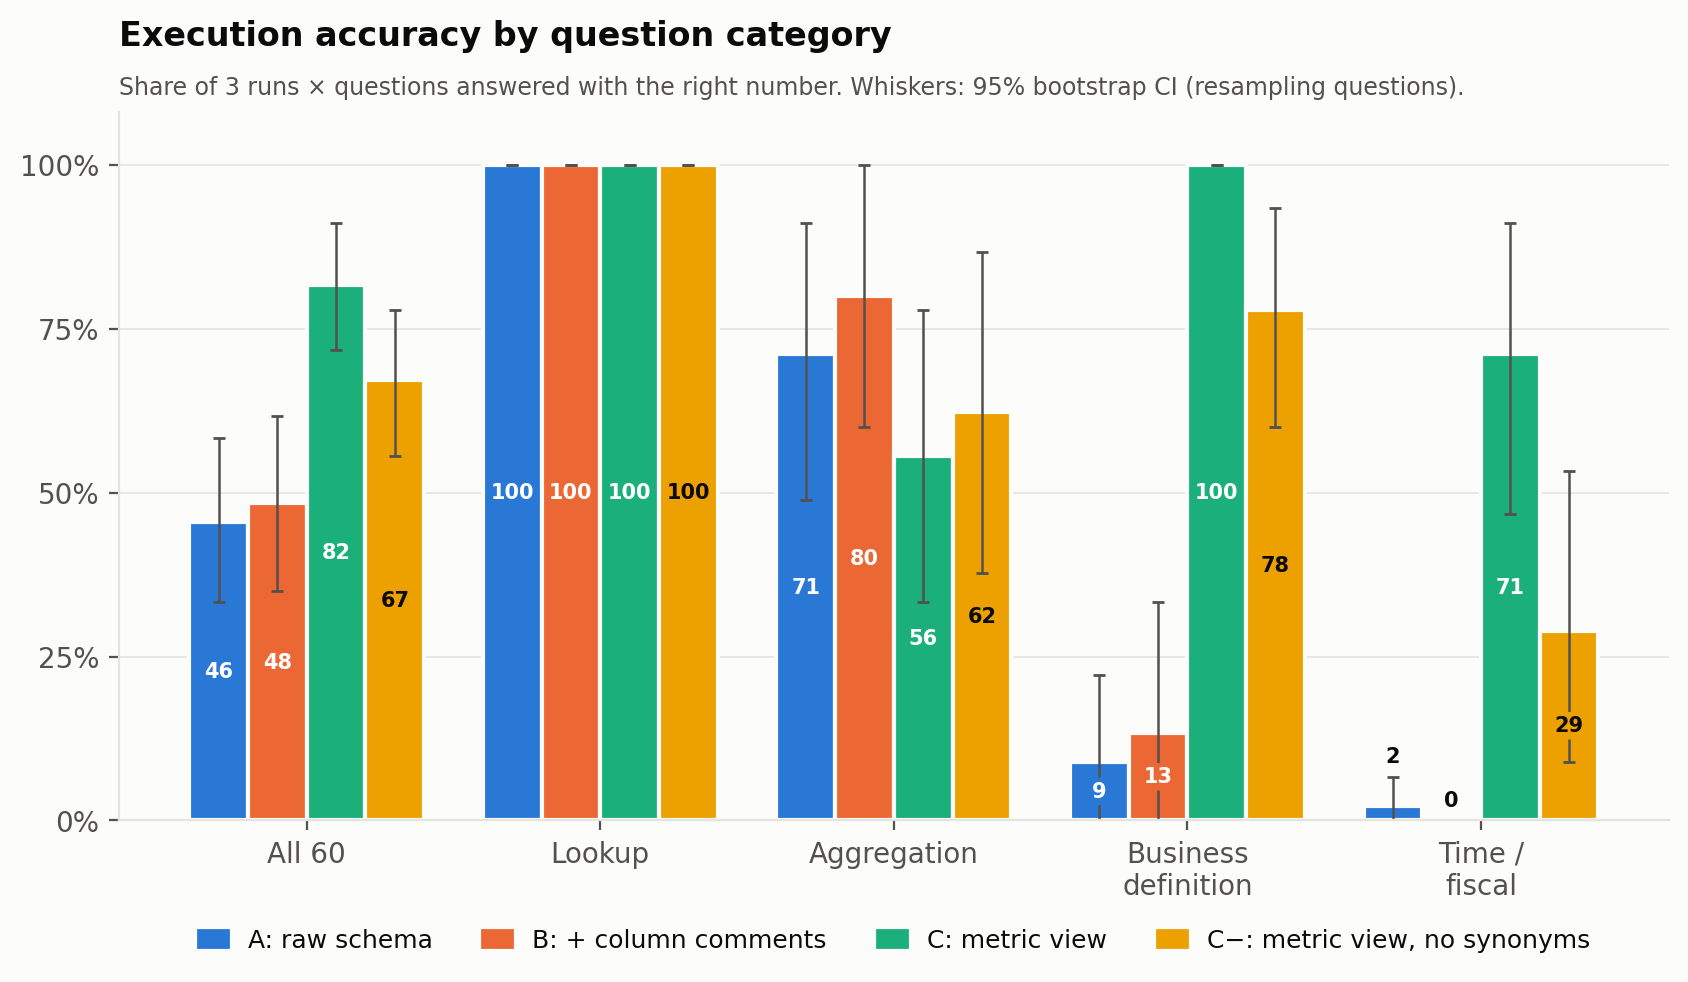 Execution accuracy by question category
Share of 3 runs × questions answered with the right number. Whiskers: 95% bootstrap CI (resampling questions).
100%
75%
50%
25%
0%
46
48
82
67
100
100
100
100
71
80
56
62
9
13
100
78
2
0
71
29
All 60
Lookup
Aggregation
Business
definition
Time /
fiscal
A: raw schema
B: + column comments
C: metric view
C−: metric view, no synonyms